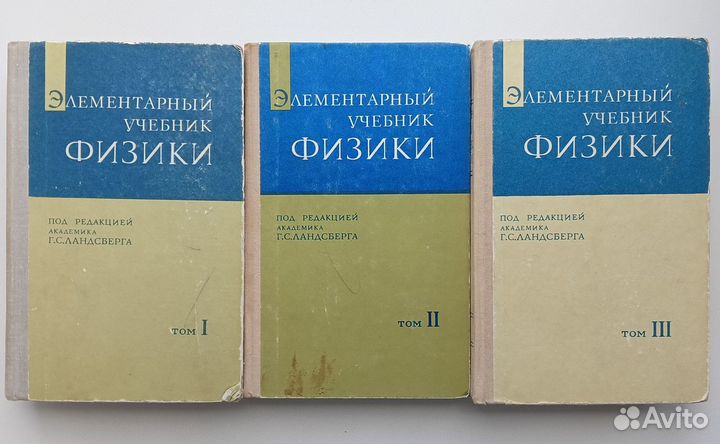 Элементарный
учебник
физики
под редакцией
академика
Г.С.Ландсберга
том I
Элементарный
учебник
физики
под редакцией
академика
Г.С.Ландсберга
том II
Элементарный
учебник
физики
под редакцией
академика
Г.С.Ландсберга
том III
Avito